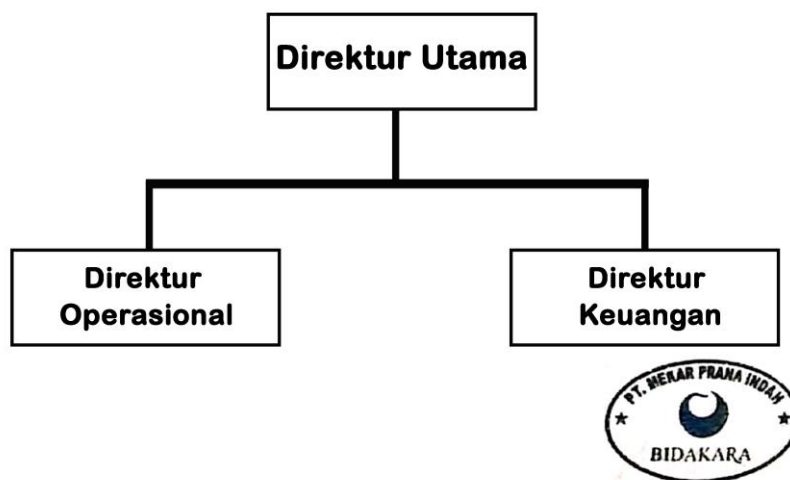 Direktur Utama
Direktur
Operasional
Direktur
Keuangan
PT. MEKAR PRANA INDAH
BIDAKARA